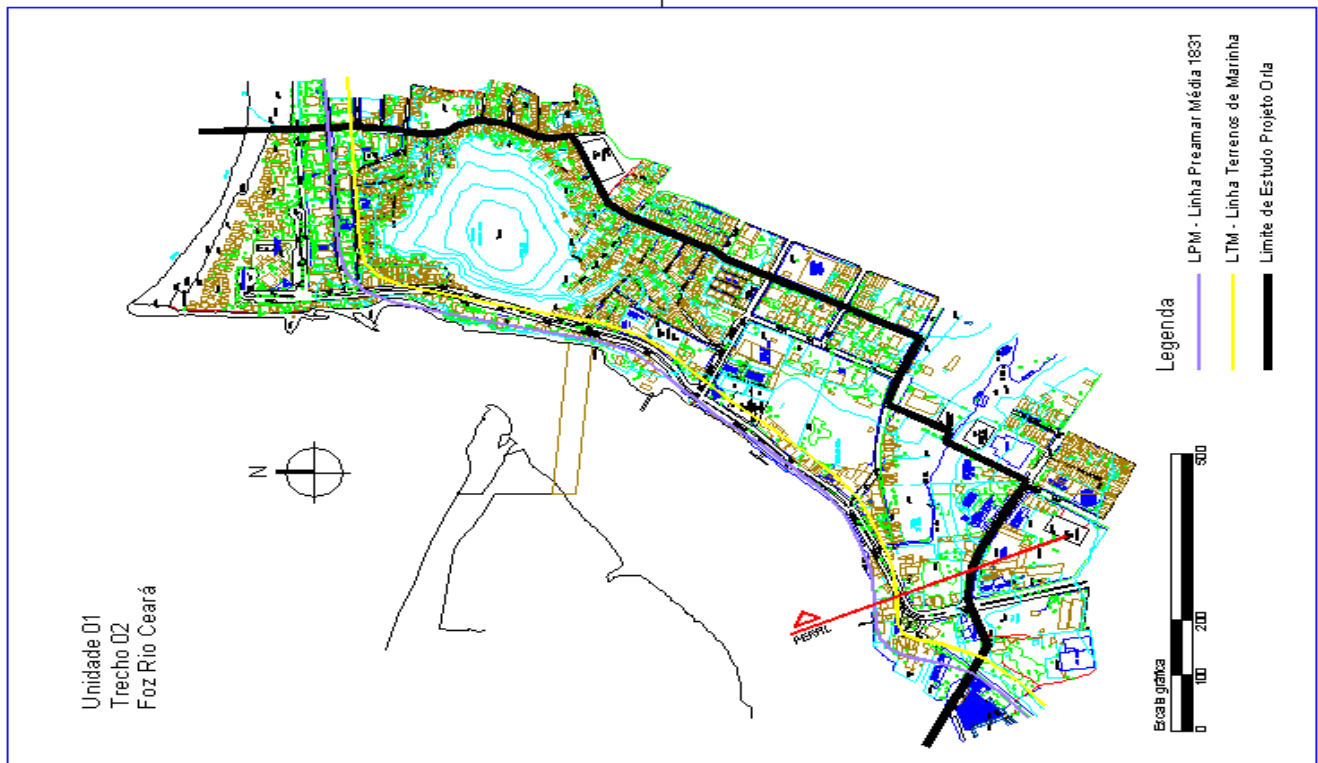 Unidade 01
Trecho 02
Foz Rio Ceará
N
PERFIL
Legenda
LPM - Linha Preamar Média 1831
LTM - Linha Terrenos de Marinha
Limite de Estudo Projeto Orla
Escala gráfica
0
100
200
500